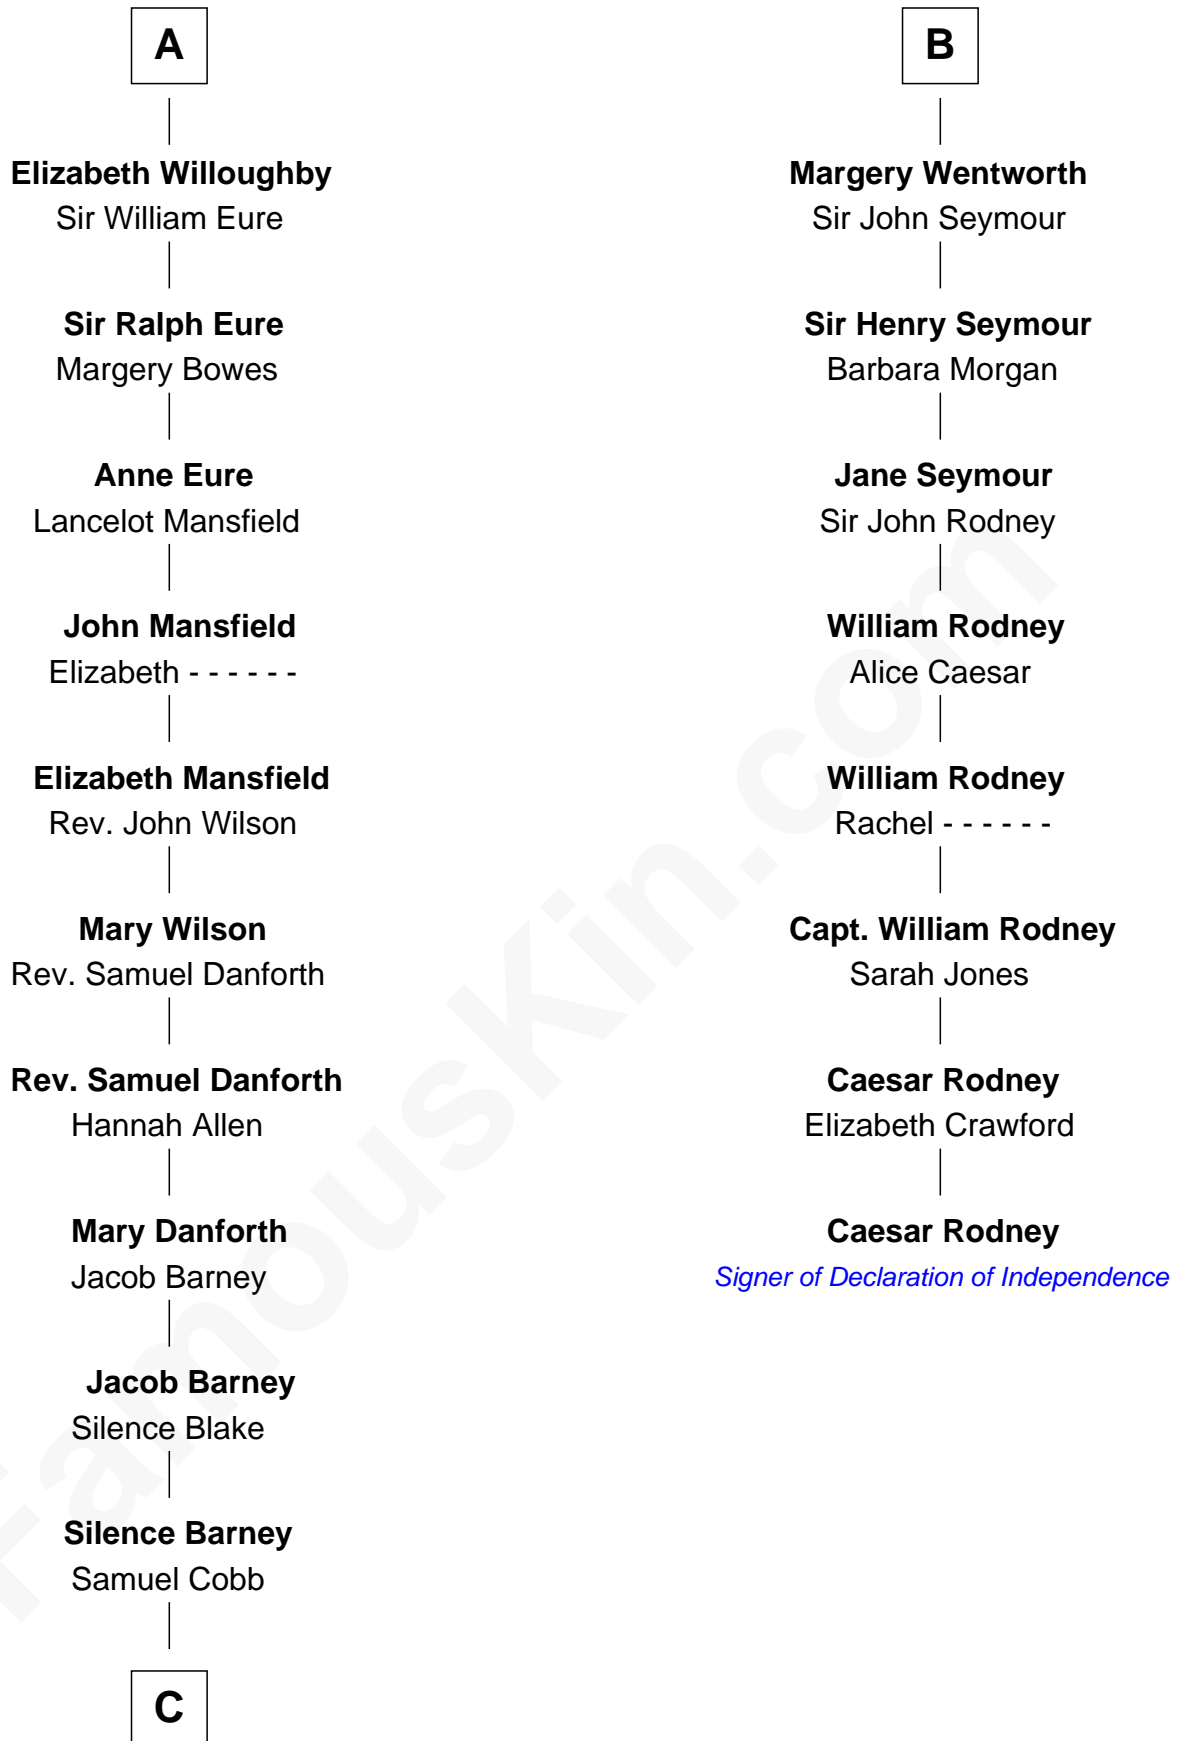 A
Elizabeth Willoughby
Sir William Eure
Sir Ralph Eure
Margery Bowes
Anne Eure
Lancelot Mansfield
John Mansfield
Elizabeth - - - - - -
Elizabeth Mansfield
Rev. John Wilson
Mary Wilson
Rev. Samuel Danforth
Rev. Samuel Danforth
Hannah Allen
Mary Danforth
Jacob Barney
Jacob Barney
Silence Blake
Silence Barney
Samuel Cobb
C
B
Margery Wentworth
Sir John Seymour
Sir Henry Seymour
Barbara Morgan
Jane Seymour
Sir John Rodney
William Rodney
Alice Caesar
William Rodney
Rachel - - - - - -
Capt. William Rodney
Sarah Jones
Caesar Rodney
Elizabeth Crawford
Caesar Rodney
Signer of Declaration of Independence
FamousKin.com